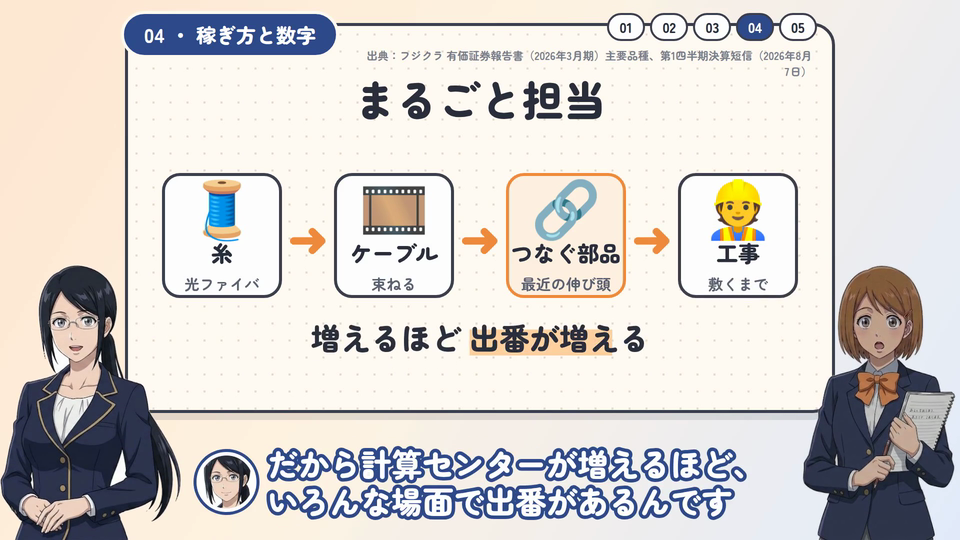 04 ・ 稼ぎ方と数字
01 02 03 04 05
出典：フジクラ 有価証券報告書（2026年3月期）主要品種、第1四半期決算短信（2026年8月
7日）
まるごと担当
糸
光ファイバ
ケーブル
束ねる
つなぐ部品
最近の伸び頭
工事
敷くまで
増えるほど 出番が増える
だから計算センターが増えるほど、
いろんな場面で出番があるんです